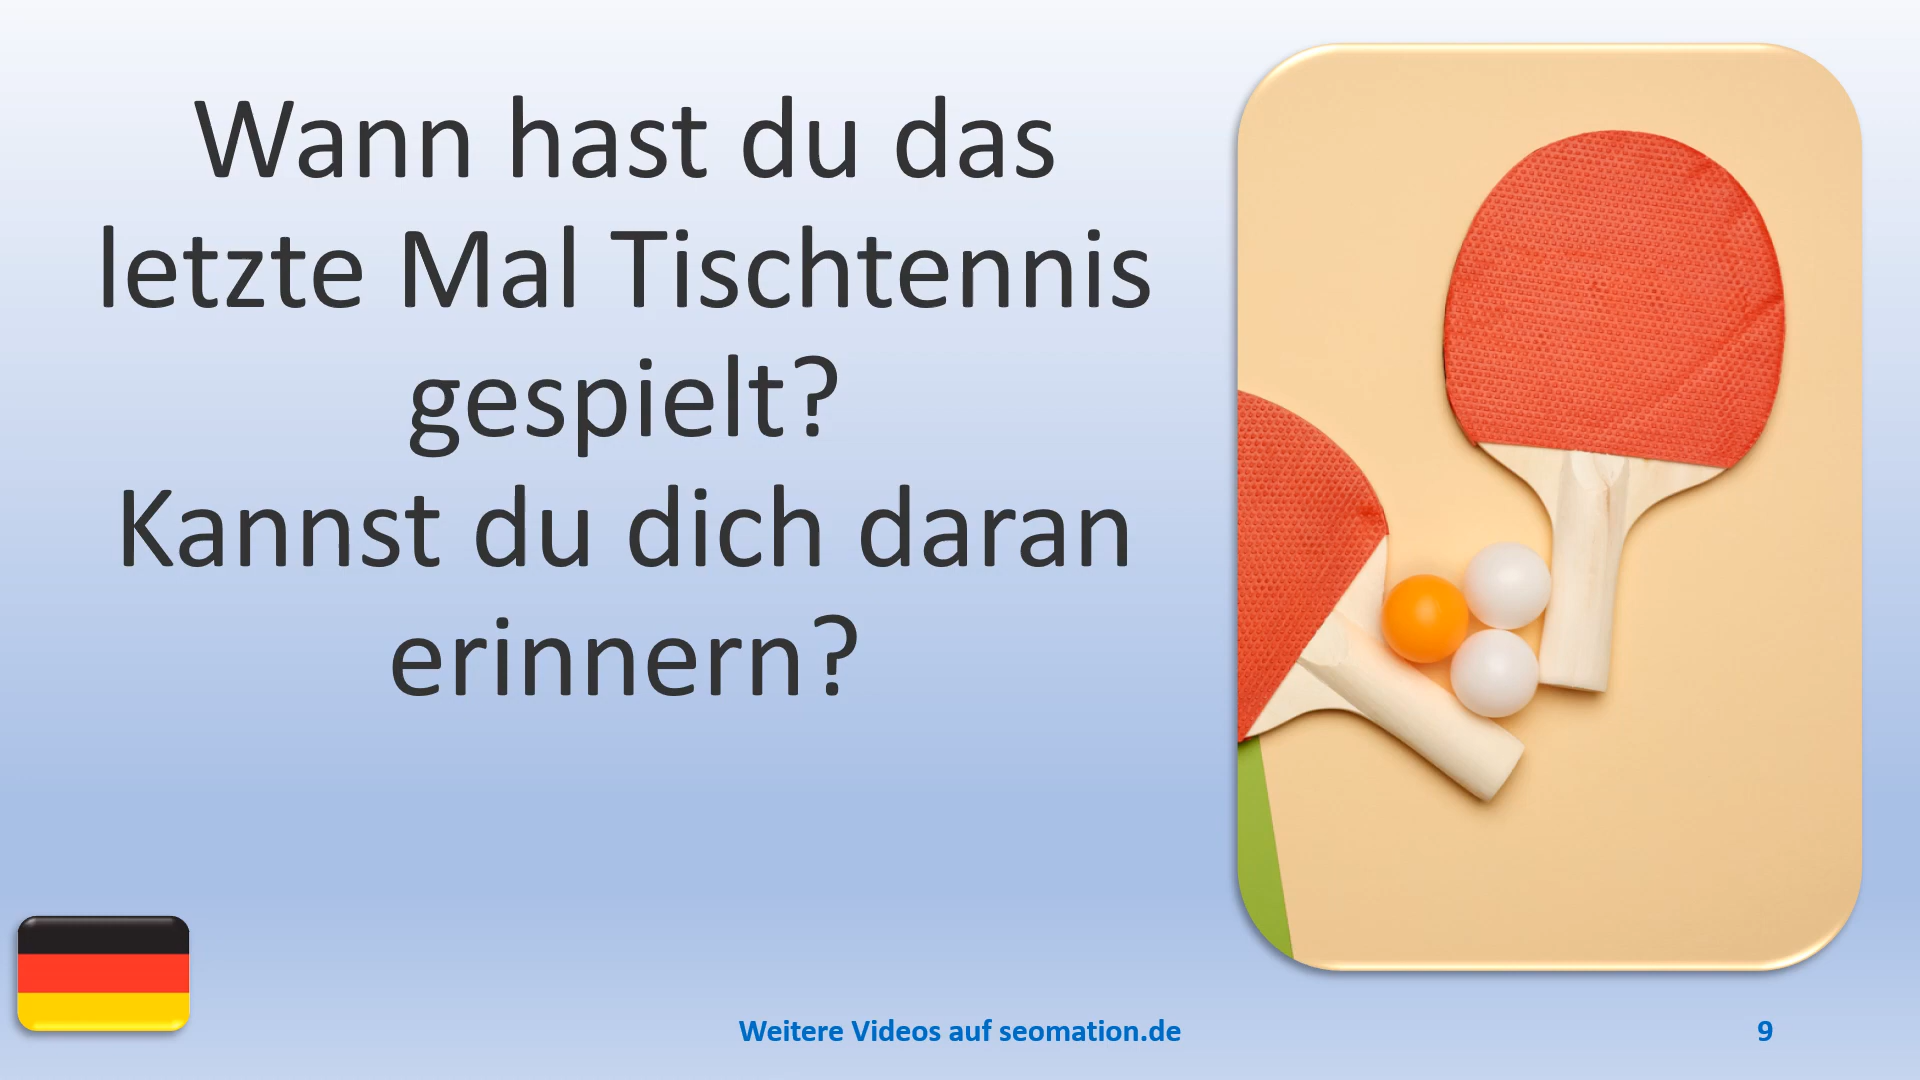 Wann hast du das
letzte Mal Tischtennis
gespielt?
Kannst du dich daran
erinnern?
Weitere Videos auf seomation.de
9